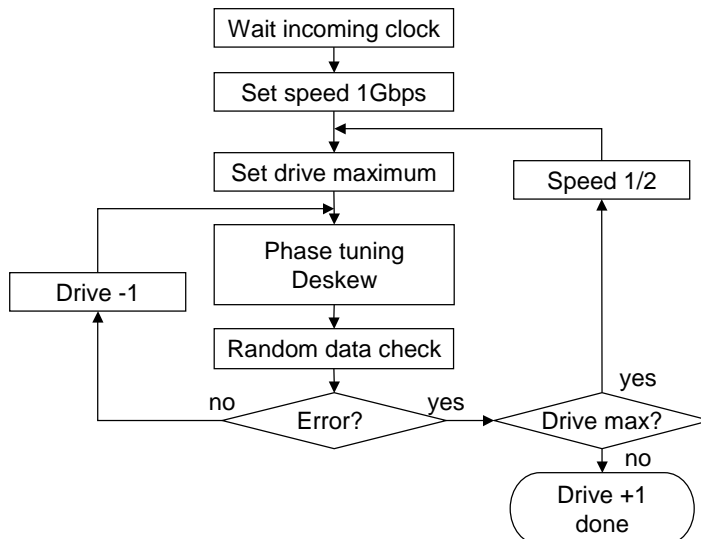 Wait incoming clock
Set speed 1Gbps
Set drive maximum
Speed 1/2
Phase tuning
Deskew
Drive -1
Random data check
no
Error?
yes
Drive max?
yes
no
Drive +1
done